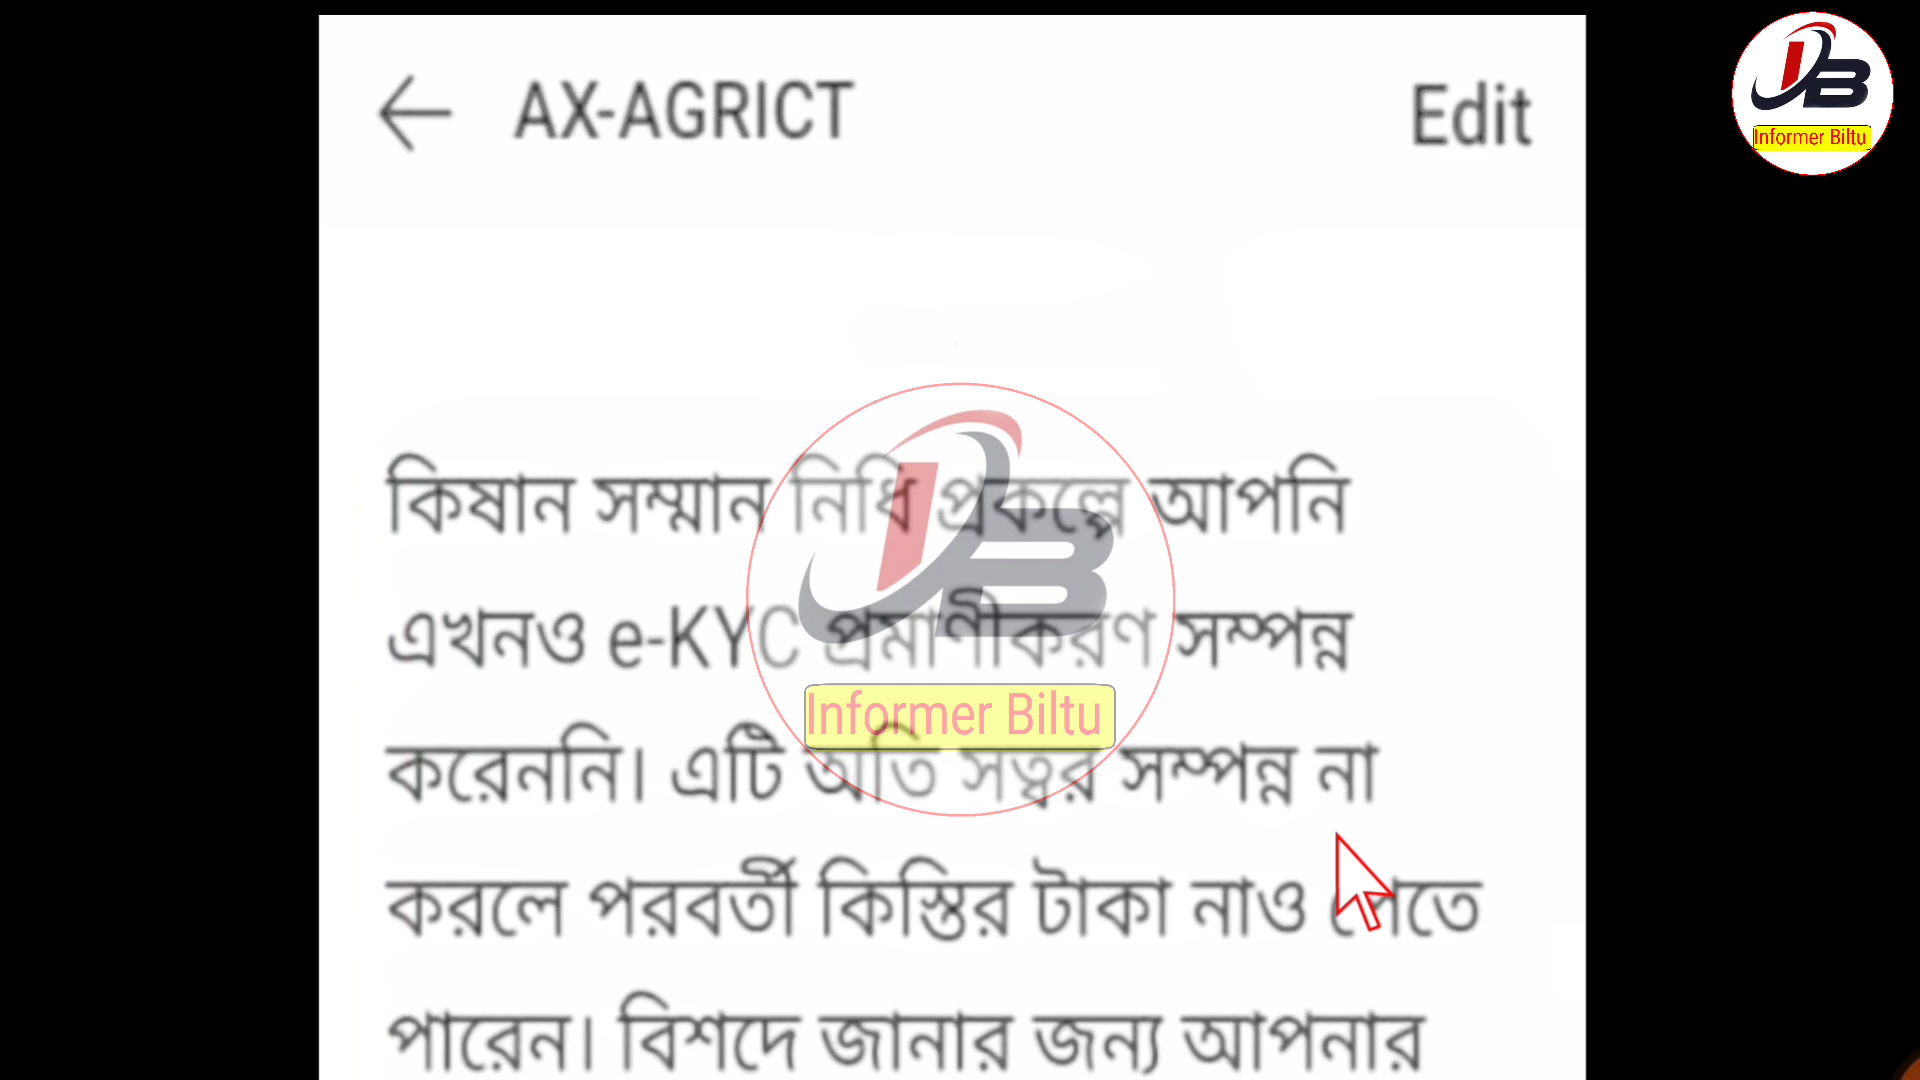 AX-AGRICT
Edit
Informer Biltu
কিষান সম্মান নিধি প্রকল্পে আপনি
এখনও e-KYC প্রমাণীকরণ সম্পন্ন
Informer Biltu
করেননি। এটি অতি সত্বর সম্পন্ন না
করলে পরবর্তী কিস্তির টাকা নাও পেতে
পারেন। বিশদে জানার জন্য আপনার